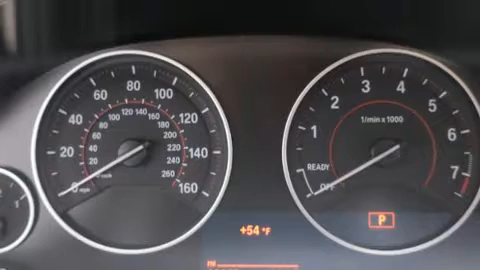 0 20 40 60 80 100 120 140 160
20 40 60 80 100 120 140 160 180 200 220 240 260
mph
km/h
OFF READY 1 2 3 4 5 6 7
1/min x1000
P
+54 °F